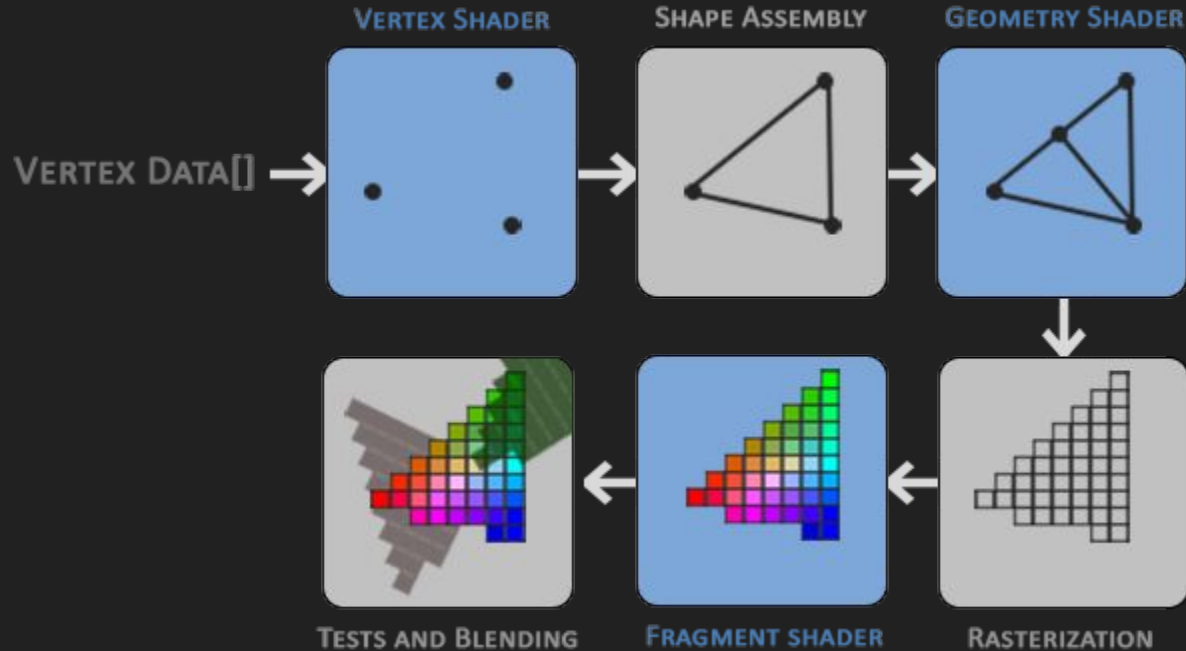 VERTEX SHADER
SHAPE ASSEMBLY
GEOMETRY SHADER
VERTEX DATA[]
TESTS AND BLENDING
FRAGMENT SHADER
RASTERIZATION